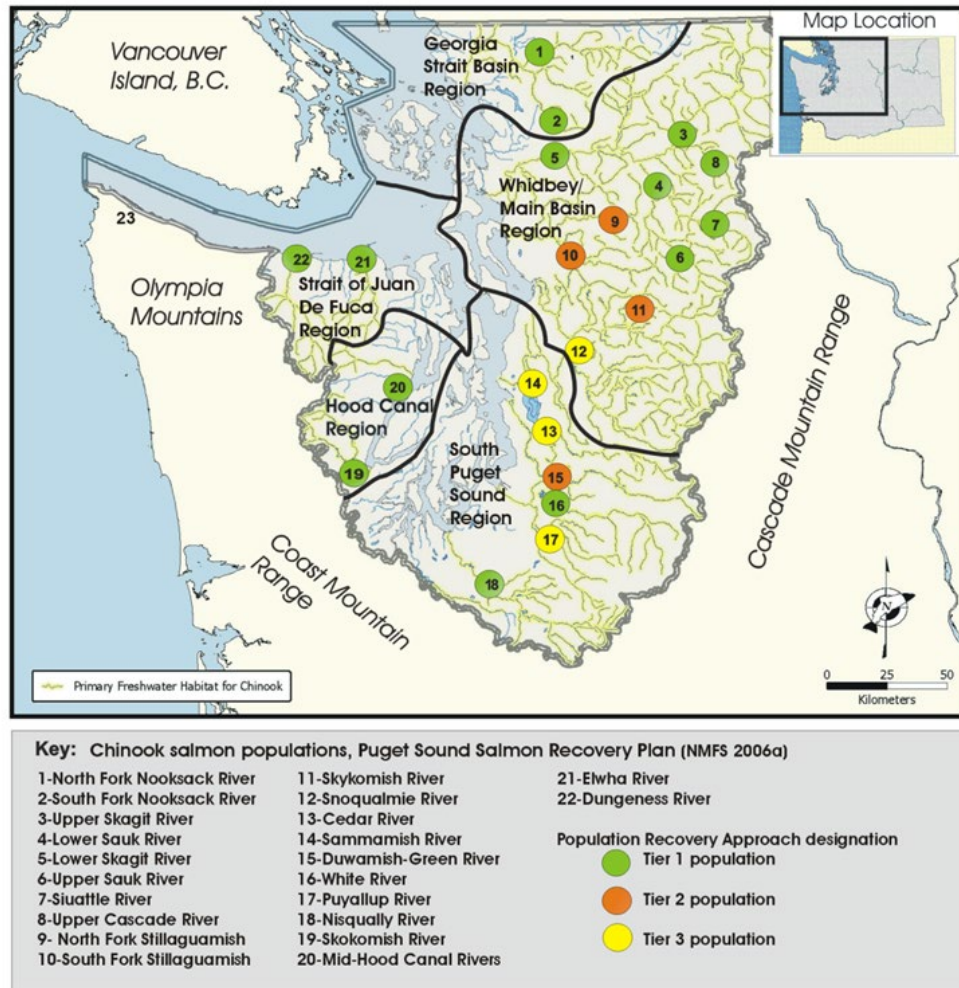 Map Location
Vancouver
Island, B.C.
Georgia
Strait Basin
Region
1
2
3
5
8
4
Whidbey/
Main Basin
Region
9
7
10
6
23
22
21
Strait of Juan
De Fuca
Region
Olympia
Mountains
11
12
14
20
Hood Canal
Region
13
South
Puget
Sound
Region
19
15
16
17
18
Coast Mountain
Range
Cascade Mountain Range
N
Primary Freshwater Habitat for Chinook
0 25 50
Kilometers
Key: Chinook salmon populations, Puget Sound Salmon Recovery Plan (NMFS 2006a)
1-North Fork Nooksack River
2-South Fork Nooksack River
3-Upper Skagit River
4-Lower Sauk River
5-Lower Skagit River
6-Upper Sauk River
7-Siuattle River
8-Upper Cascade River
9- North Fork Stillaguamish
10-South Fork Stillaguamish
11-Skykomish River
12-Snoqualmie River
13-Cedar River
14-Sammamish River
15-Duwamish-Green River
16-White River
17-Puyallup River
18-Nisqually River
19-Skokomish River
20-Mid-Hood Canal Rivers
21-Elwha River
22-Dungeness River
Population Recovery Approach designation
Tier 1 population
Tier 2 population
Tier 3 population